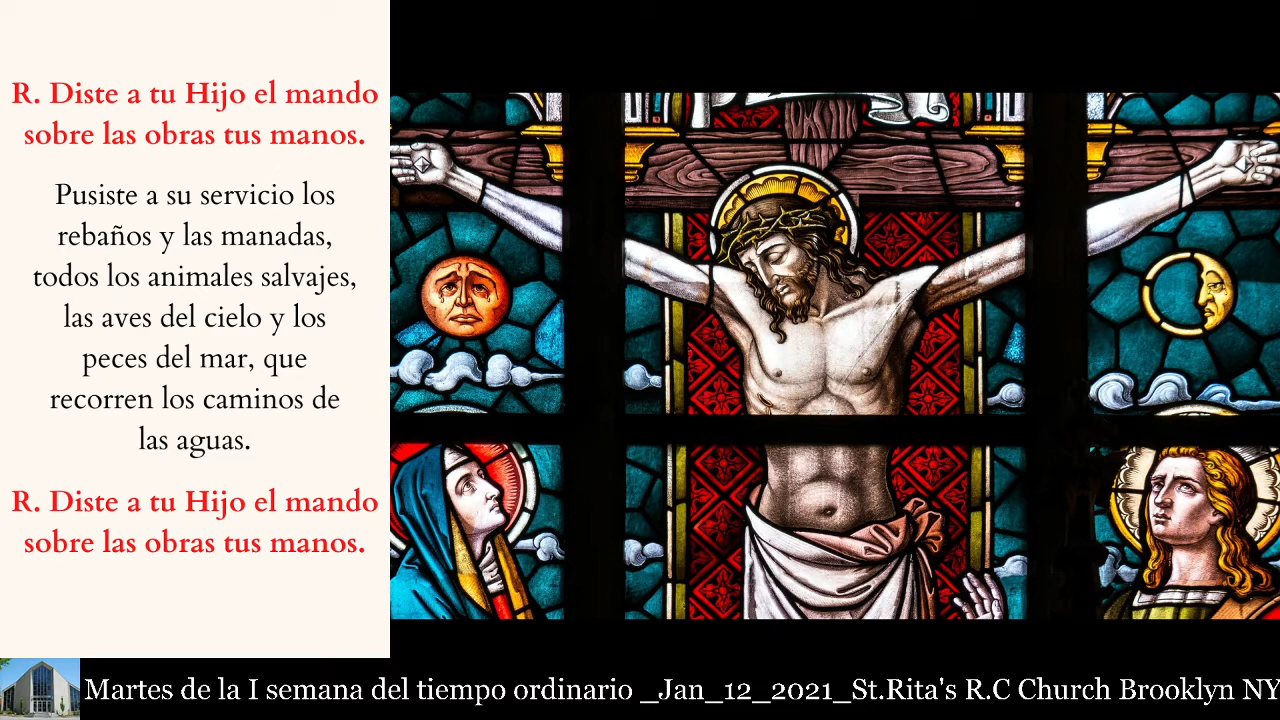 R. Diste a tu Hijo el mando
sobre las obras tus manos.
Pusiste a su servicio los
rebaños y las manadas,
todos los animales salvajes,
las aves del cielo y los
peces del mar, que
recorren los caminos de
las aguas.
R. Diste a tu Hijo el mando
sobre las obras tus manos.
Martes de la I semana del tiempo ordinario _Jan_12_2021_St.Rita's R.C Church Brooklyn NY